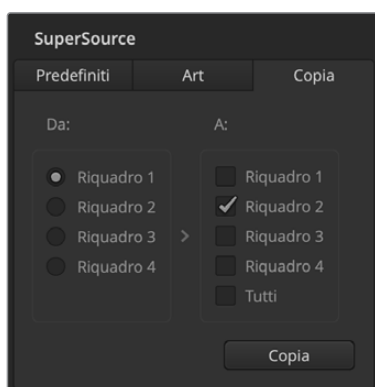 SuperSource
Predefiniti Art Copia
Da: A:
Riquadro 1 Riquadro 1
Riquadro 2 Riquadro 2
Riquadro 3 > Riquadro 3
Riquadro 4 Riquadro 4
Tutti
Copia